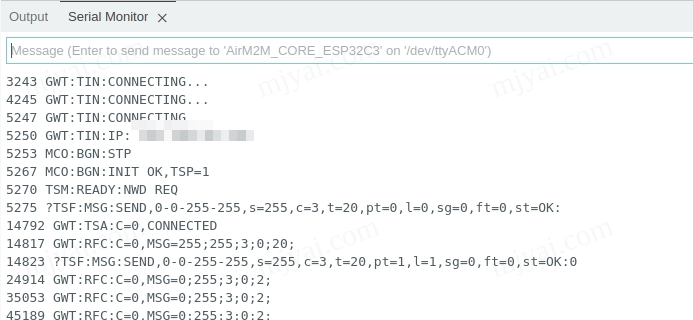 Output Serial Monitor
Message (Enter to send message to 'AirM2M_CORE_ESP32C3' on '/dev/ttyACM0')
3243 GWT:TIN:CONNECTING...
4245 GWT:TIN:CONNECTING...
5247 GWT:TIN:CONNECTING
5250 GWT:TIN:IP:
5253 MCO:BGN:STP
5267 MCO:BGN:INIT OK,TSP=1
5270 TSM:READY:NWD REQ
5275 ?TSF:MSG:SEND,0-0-255-255,s=255,c=3,t=20,pt=0,l=0,sg=0,ft=0,st=OK:
14792 GWT:TSA:C=0,CONNECTED
14817 GWT:RFC:C=0,MSG=255;255;3;0;20;
14823 ?TSF:MSG:SEND,0-0-255-255,s=255,c=3,t=20,pt=1,l=1,sg=0,ft=0,st=OK:0
24914 GWT:RFC:C=0,MSG=0;255;3;0;2;
35053 GWT:RFC:C=0,MSG=0;255;3;0;2;
45189 GWT:RFC:C=0,MSG=0;255;3;0;2;
mjyai.com
mjyai.com
mjyai.com
mjyai.com